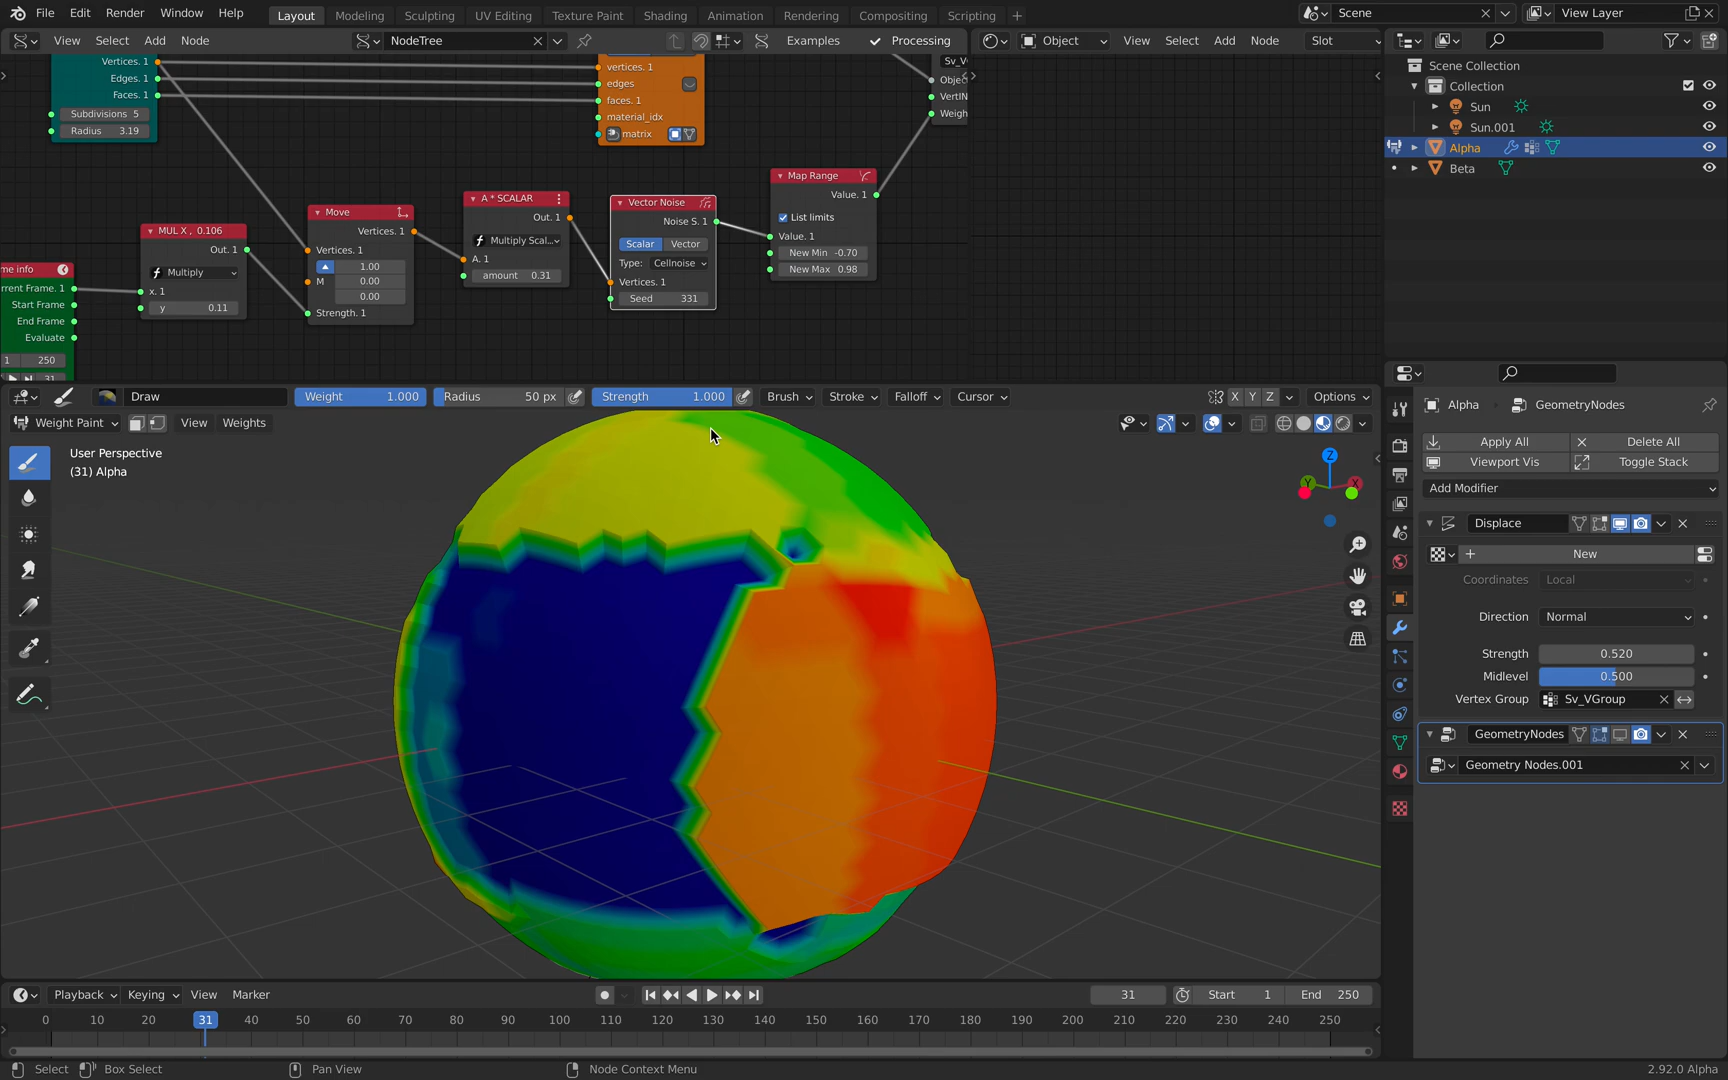 File Edit Render Window Help Layout Modeling Sculpting UV Editing Texture Paint Shading Animation Rendering Compositing Scripting + Scene View Layer
View Select Add Node NodeTree Examples Processing Object View Select Add Node Slot
Scene Collection
Collection
Sun
Sun.001
Alpha
Beta
Vertices. 1
Edges. 1
Faces. 1
Subdivisions 5
Radius 3.19
vertices. 1
edges
faces. 1
material_idx
matrix
Sv_V
Objec
VertIN
Weigh
me info
rrent Frame. 1
Start Frame
End Frame
Evaluate
1 250
31
MUL X , 0.106
Out. 1
Multiply
x. 1
y 0.11
Move
Vertices. 1
Vertices. 1
1.00
M 0.00
0.00
Strength. 1
A * SCALAR
Out. 1
Multiply Scal...
A. 1
amount 0.31
Vector Noise
Noise S. 1
Scalar Vector
Type: Cellnoise
Vertices. 1
Seed 331
Map Range
Value. 1
List limits
Value. 1
New Min -0.70
New Max 0.98
Draw Weight 1.000 Radius 50 px Strength 1.000 Brush Stroke Falloff Cursor X Y Z Options
Weight Paint View Weights
User Perspective
(31) Alpha
Z
Y
X
Alpha GeometryNodes
Apply All Delete All
Viewport Vis Toggle Stack
Add Modifier
Displace
+ New
Coordinates Local
Direction Normal
Strength 0.520
Midlevel 0.500
Vertex Group Sv_VGroup
GeometryNodes
Geometry Nodes.001
Playback Keying View Marker 31 Start 1 End 250
0 10 20 31 40 50 60 70 80 90 100 110 120 130 140 150 160 170 180 190 200 210 220 230 240 250
Select Box Select Pan View Node Context Menu 2.92.0 Alpha